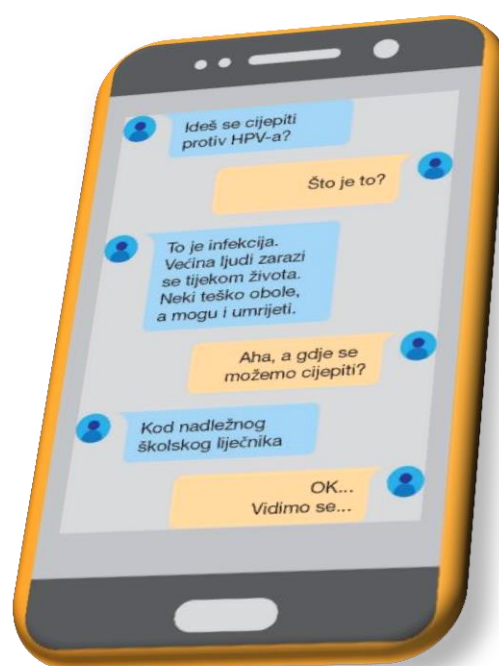 Ideš se cijepiti
protiv HPV-a?
Što je to?
To je infekcija.
Većina ljudi zarazi
se tijekom života.
Neki teško obole,
a mogu i umrijeti.
Aha, a gdje se
možemo cijepiti?
Kod nadležnog
školskog liječnika
OK...
Vidimo se...